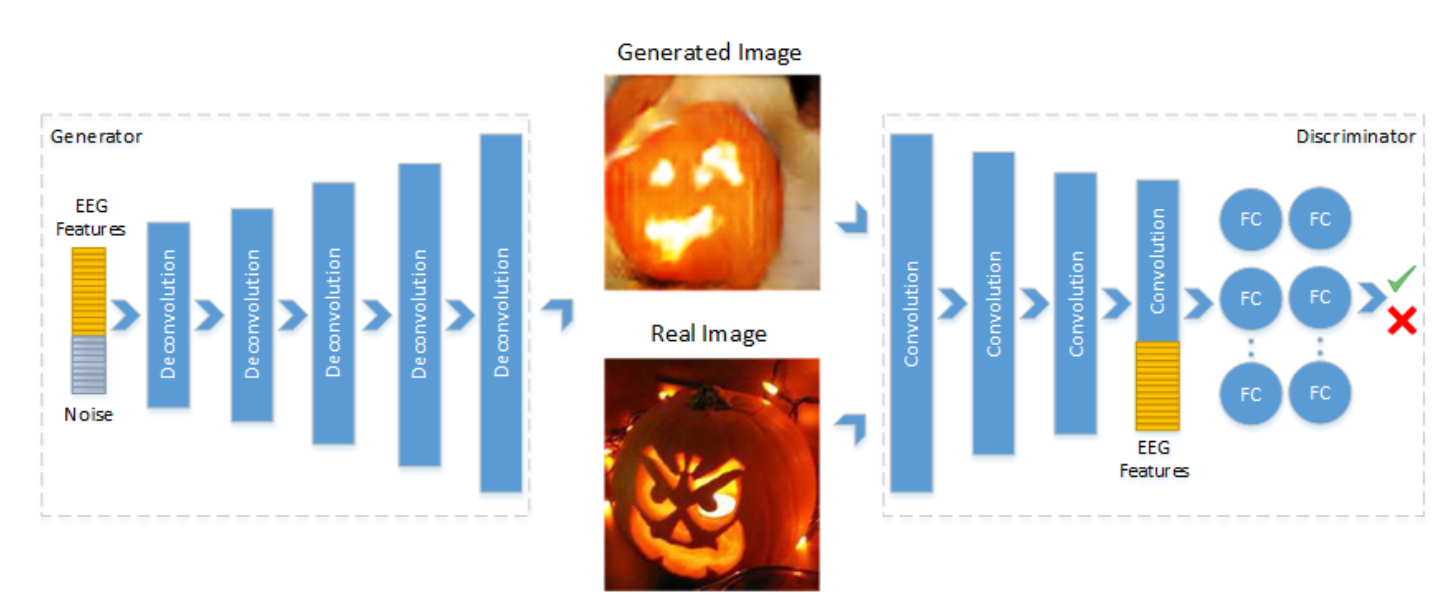 Generated Image
Generator
EEG
Features
Noise
Deconvolution
Deconvolution
Deconvolution
Deconvolution
Deconvolution
Real Image
Discriminator
Convolution
Convolution
Convolution
Convolution
EEG
Features
FC
FC
FC
FC
FC
FC